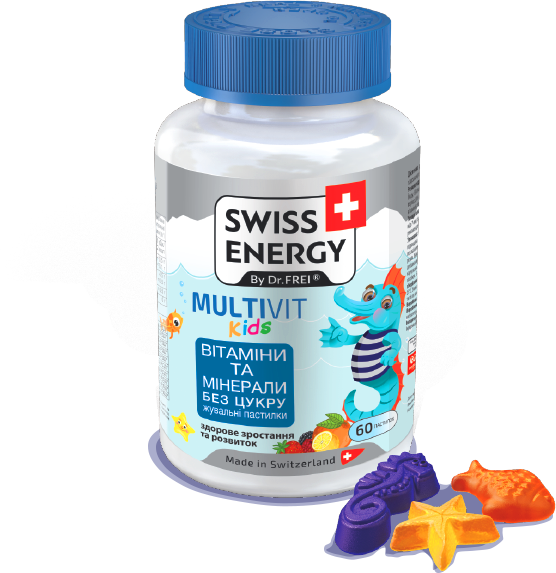 SWISS
ENERGY
By Dr.FREI®
MULTIVIT
Kids
ВІТАМІНИ
ТА
МІНЕРАЛИ
БЕЗ ЦУКРУ
жувальні пастилки
здорове зростання
та розвиток
60 пастилок
Made in Switzerland